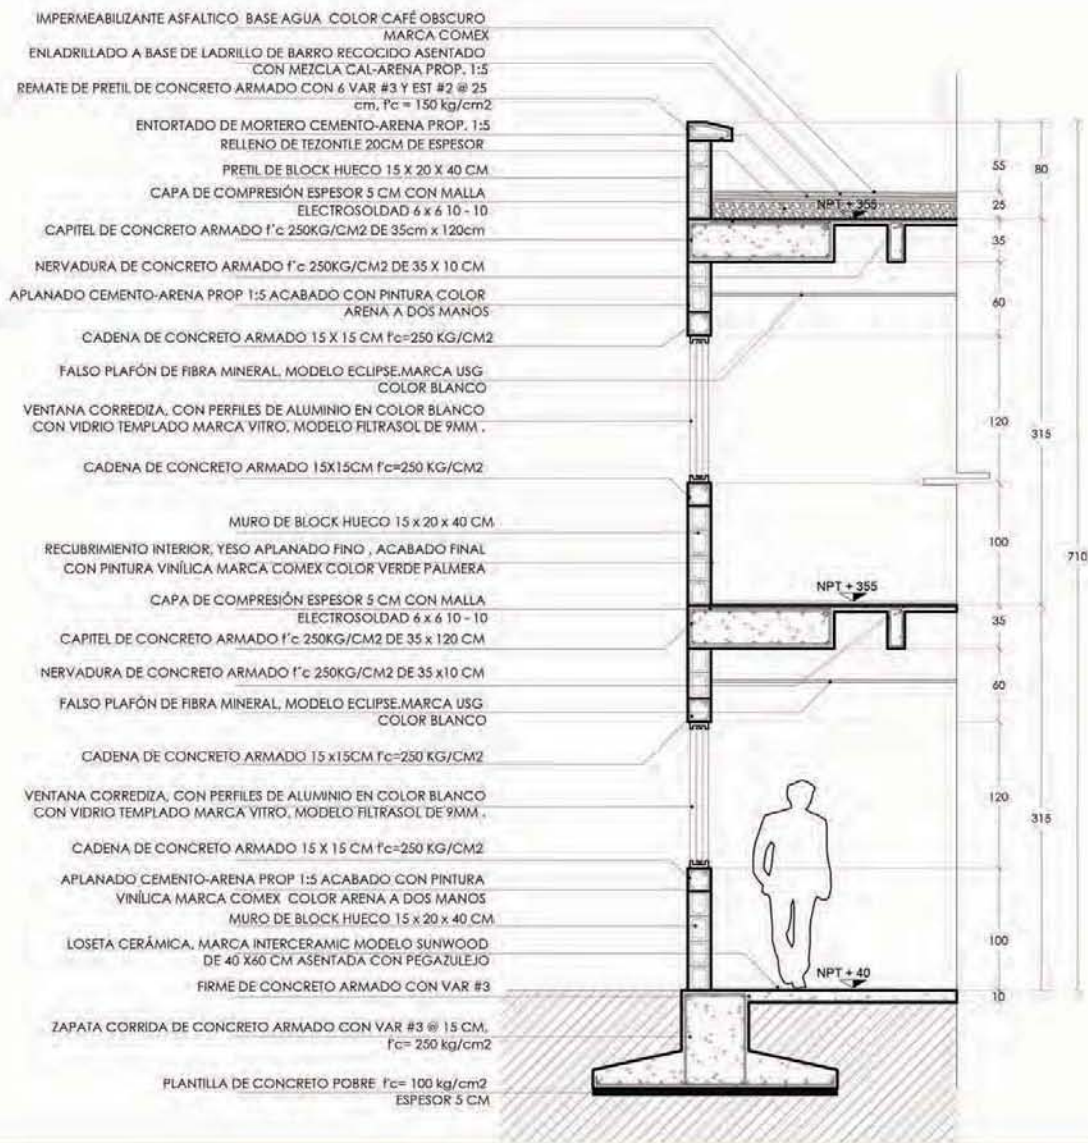 IMPERMEABILIZANTE ASFALTICO BASE AGUA COLOR CAFÉ OBSCURO
MARCA COMEX
ENLADRILLADO A BASE DE LADRILLO DE BARRO RECOCIDO ASENTADO
CON MEZCLA CAL-ARENA PROP. 1:5
REMATE DE PRETIL DE CONCRETO ARMADO CON 6 VAR #3 Y EST #2 @ 25
cm, f'c = 150 kg/cm2
ENTORTADO DE MORTERO CEMENTO-ARENA PROP. 1:5
RELLENO DE TEZONTLE 20CM DE ESPESOR
PRETIL DE BLOCK HUECO 15 X 20 X 40 CM
CAPA DE COMPRESIÓN ESPESOR 5 CM CON MALLA
ELECTROSOLDAD 6 x 6 10 - 10
CAPITEL DE CONCRETO ARMADO f´c 250KG/CM2 DE 35cm x 120cm
NERVADURA DE CONCRETO ARMADO f´c 250KG/CM2 DE 35 X 10 CM
APLANADO CEMENTO-ARENA PROP 1:5 ACABADO CON PINTURA COLOR
ARENA A DOS MANOS
CADENA DE CONCRETO ARMADO 15 X 15 CM f'c=250 KG/CM2
FALSO PLAFÓN DE FIBRA MINERAL, MODELO ECLIPSE.MARCA USG
COLOR BLANCO
VENTANA CORREDIZA, CON PERFILES DE ALUMINIO EN COLOR BLANCO
CON VIDRIO TEMPLADO MARCA VITRO, MODELO FILTRASOL DE 9MM .
CADENA DE CONCRETO ARMADO 15X15CM f'c=250 KG/CM2
MURO DE BLOCK HUECO 15 x 20 x 40 CM
RECUBRIMIENTO INTERIOR, YESO APLANADO FINO , ACABADO FINAL
CON PINTURA VINÍLICA MARCA COMEX COLOR VERDE PALMERA
CAPA DE COMPRESIÓN ESPESOR 5 CM CON MALLA
ELECTROSOLDAD 6 x 6 10 - 10
CAPITEL DE CONCRETO ARMADO f´c 250KG/CM2 DE 35 x 120 CM
NERVADURA DE CONCRETO ARMADO f´c 250KG/CM2 DE 35 x10 CM
FALSO PLAFÓN DE FIBRA MINERAL, MODELO ECLIPSE.MARCA USG
COLOR BLANCO
CADENA DE CONCRETO ARMADO 15 x15CM f'c=250 KG/CM2
VENTANA CORREDIZA, CON PERFILES DE ALUMINIO EN COLOR BLANCO
CON VIDRIO TEMPLADO MARCA VITRO, MODELO FILTRASOL DE 9MM .
CADENA DE CONCRETO ARMADO 15 X 15 CM f'c=250 KG/CM2
APLANADO CEMENTO-ARENA PROP 1:5 ACABADO CON PINTURA
VINÍLICA MARCA COMEX COLOR ARENA A DOS MANOS
MURO DE BLOCK HUECO 15 x 20 x 40 CM
LOSETA CERÁMICA, MARCA INTERCERAMIC MODELO SUNWOOD
DE 40 X60 CM ASENTADA CON PEGAZULEJO
FIRME DE CONCRETO ARMADO CON VAR #3
ZAPATA CORRIDA DE CONCRETO ARMADO CON VAR #3 @ 15 CM,
f'c= 250 kg/cm2
PLANTILLA DE CONCRETO POBRE f'c= 100 kg/cm2
ESPESOR 5 CM
NPT + 355
NPT + 355
NPT + 40
55
25
35
60
120
100
35
60
120
100
10
80
315
315
710